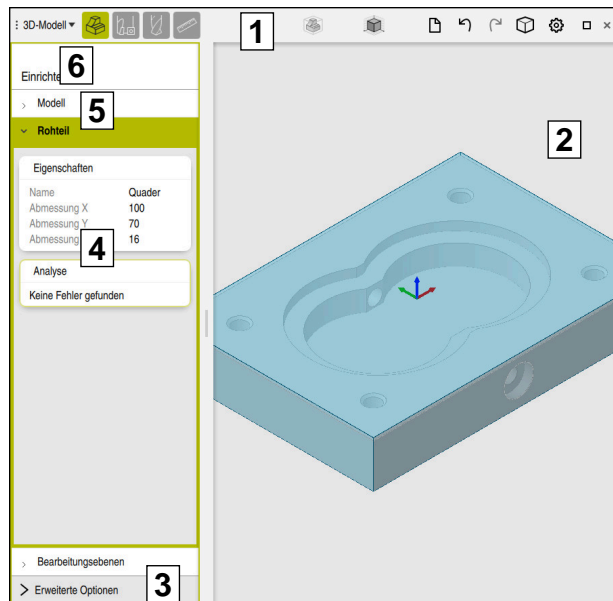 3D-Modell
1
6
Einrichte
Modell
5
Rohteil
2
Eigenschaften
Name Quader
Abmessung X 100
Abmessung Y 70
Abmessung 16
4
Analyse
Keine Fehler gefunden
Bearbeitungsebenen
Erweiterte Optionen
3